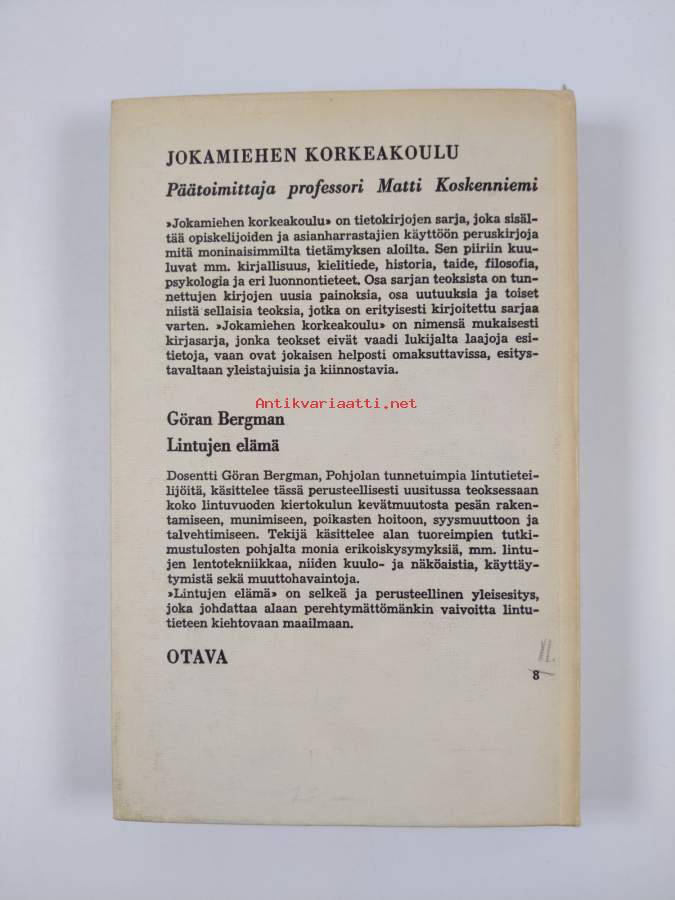 JOKAMIEHEN KORKEAKOULU
Päätoimittaja professori Matti Koskenniemi
»Jokamiehen korkeakoulu» on tietokirjojen sarja, joka sisäl-
tää opiskelijoiden ja asianharrastajien käyttöön peruskirjoja
mitä moninaisimmilta tietämyksen aloilta. Sen piiriin kuu-
luvat mm. kirjallisuus, kielitiede, historia, taide, filosofia,
psykologia ja eri luonnontieteet. Osa sarjan teoksista on tun-
nettujen kirjojen uusia painoksia, osa uutuuksia ja toiset
niistä sellaisia teoksia, jotka on erityisesti kirjoitettu sarjaa
varten. »Jokamiehen korkeakoulu» on nimensä mukaisesti
kirjasarja, jonka teokset eivät vaadi lukijalta laajoja esi-
tietoja, vaan ovat jokaisen helposti omaksuttavissa, esitys-
tavaltaan yleistajuisia ja kiinnostavia.
Antikvariaatti.net
Göran Bergman
Lintujen elämä
Dosentti Göran Bergman, Pohjolan tunnetuimpia lintutietei-
lijöitä, käsittelee tässä perusteellisesti uusitussa teoksessaan
koko lintuvuoden kiertokulun kevätmuutosta pesän raken-
tamiseen, munimiseen, poikasten hoitoon, syysmuuttoon ja
talvehtimiseen. Tekijä käsittelee alan tuoreimpien tutki-
mustulosten pohjalta monia erikoiskysymyksiä, mm. lintu-
jen lentotekniikkaa, niiden kuulo- ja näköaistia, käyttäy-
tymistä sekä muuttohavaintoja.
»Lintujen elämä» on selkeä ja perusteellinen yleisesitys,
joka johdattaa alaan perehtymättömänkin vaivoitta lintu-
tieteen kiehtovaan maailmaan.
OTAVA
8